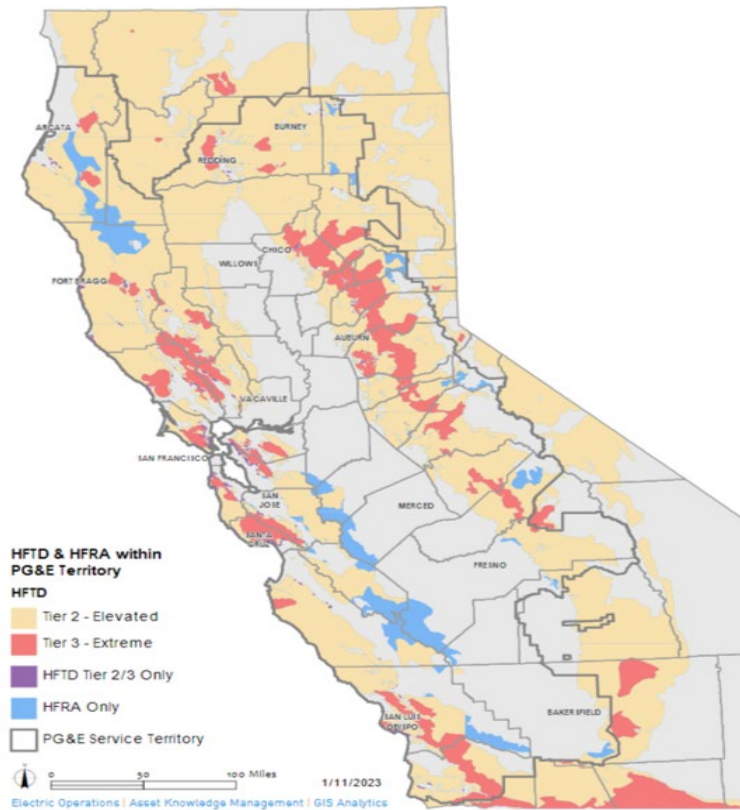 ARCATA
BURNEY
REDDING
CHICO
WILLOWS
FORT BRAGG
AUBURN
VACAVILLE
SAN FRANCISCO
SAN
JOSE
MERCED
SANTA
CRUZ
FRESNO
BAKERSFIELD
SAN LUIS
OBISPO
HFTD & HFRA within
PG&E Territory
HFTD
Tier 2 - Elevated
Tier 3 - Extreme
HFTD Tier 2/3 Only
HFRA Only
PG&E Service Territory
0 50 100 Miles
1/11/2023
Electric Operations | Asset Knowledge Management | GIS Analytics